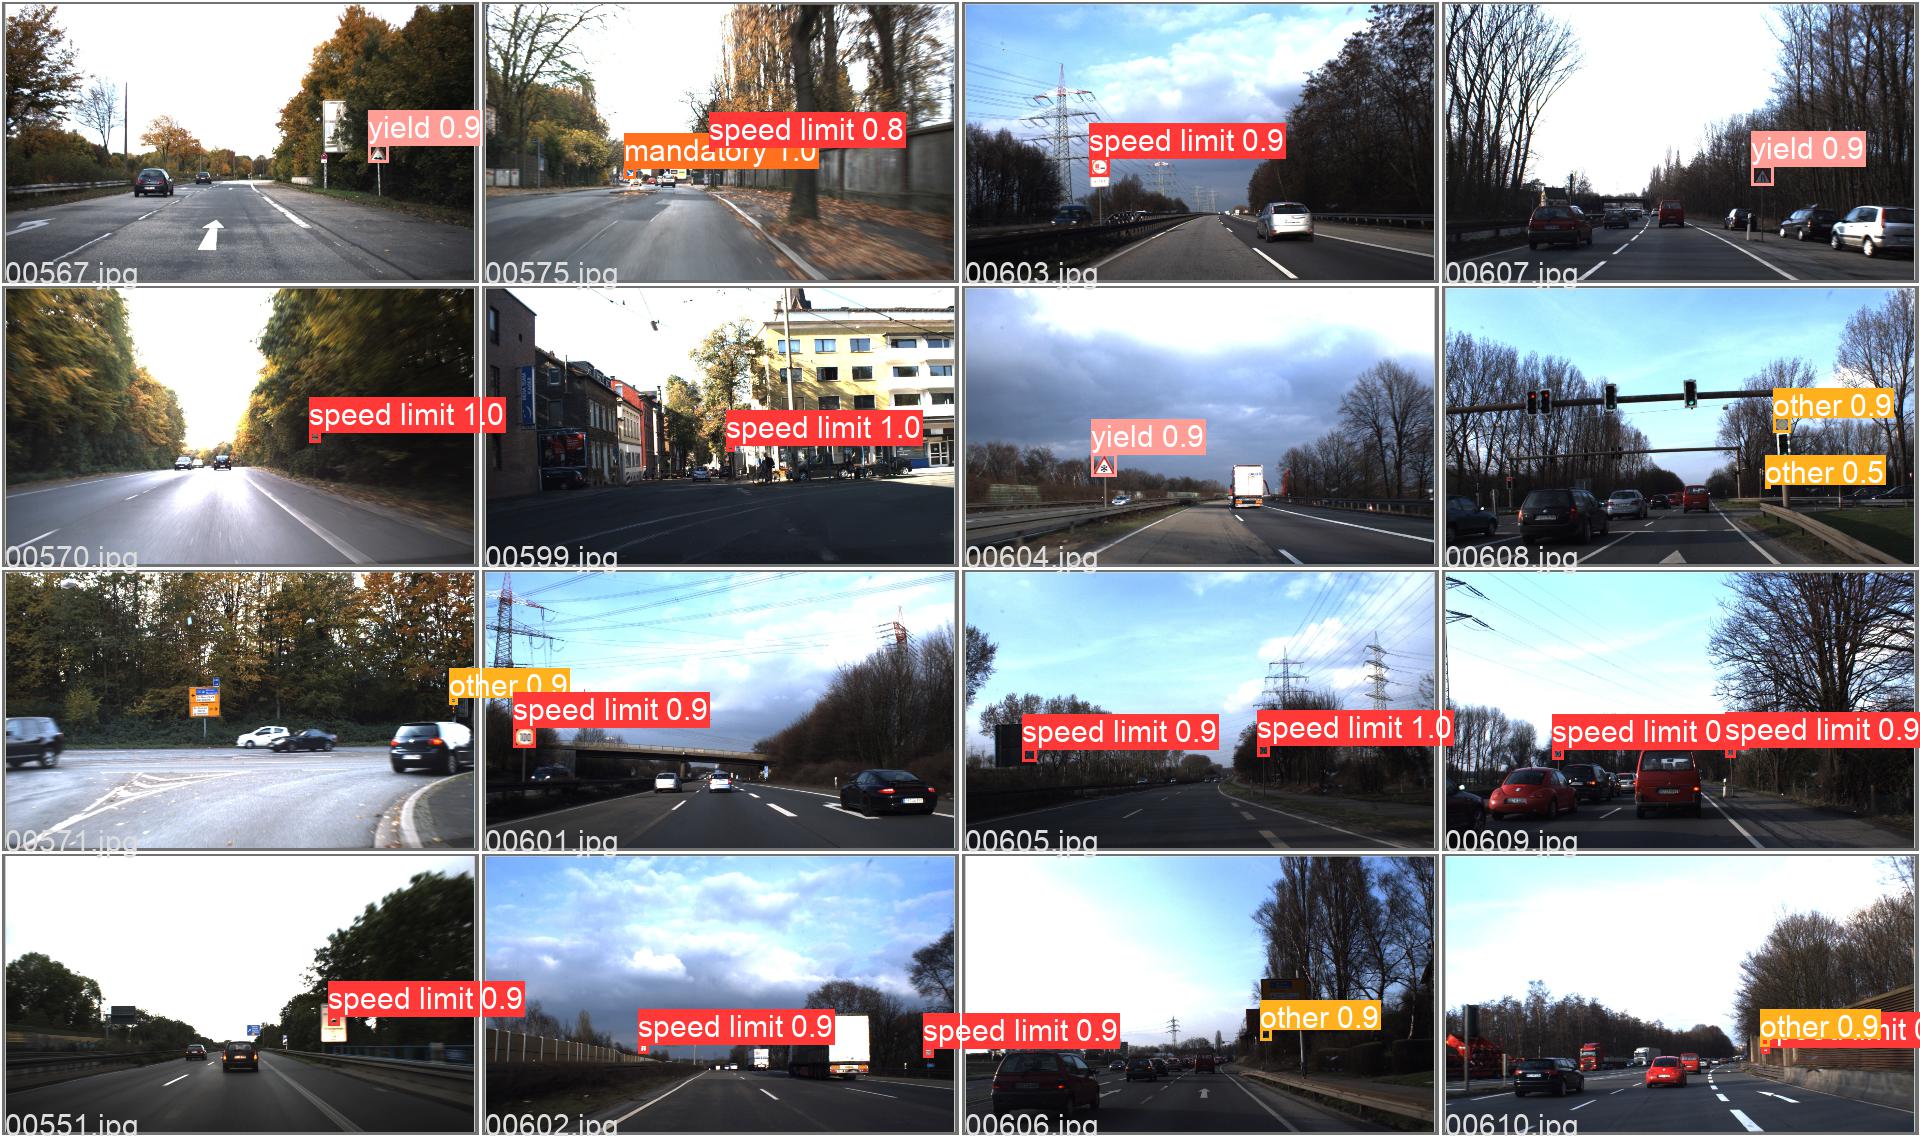 yield 0.9
00567.jpg
speed limit 0.8
mandatory 1.0
00575.jpg
speed limit 0.9
00603.jpg
yield 0.9
00607.jpg
speed limit 1.0
00570.jpg
speed limit 1.0
00599.jpg
yield 0.9
00604.jpg
other 0.9
other 0.5
00608.jpg
other 0.9
00571.jpg
speed limit 0.9
100
00601.jpg
speed limit 0.9
speed limit 1.0
00605.jpg
speed limit 0
speed limit 0.9
00609.jpg
speed limit 0.9
00551.jpg
speed limit 0.9
speed limit 0.9
00602.jpg
other 0.9
00606.jpg
other 0.9
mit 0
00610.jpg